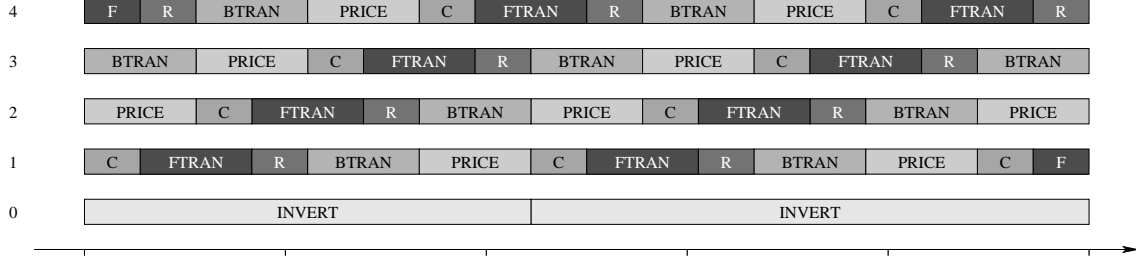 4 F R BTRAN PRICE C FTRAN R BTRAN PRICE C FTRAN R
3 BTRAN PRICE C FTRAN R BTRAN PRICE C FTRAN R BTRAN
2 PRICE C FTRAN R BTRAN PRICE C FTRAN R BTRAN PRICE
1 C FTRAN R BTRAN PRICE C FTRAN R BTRAN PRICE C F
0 INVERT INVERT